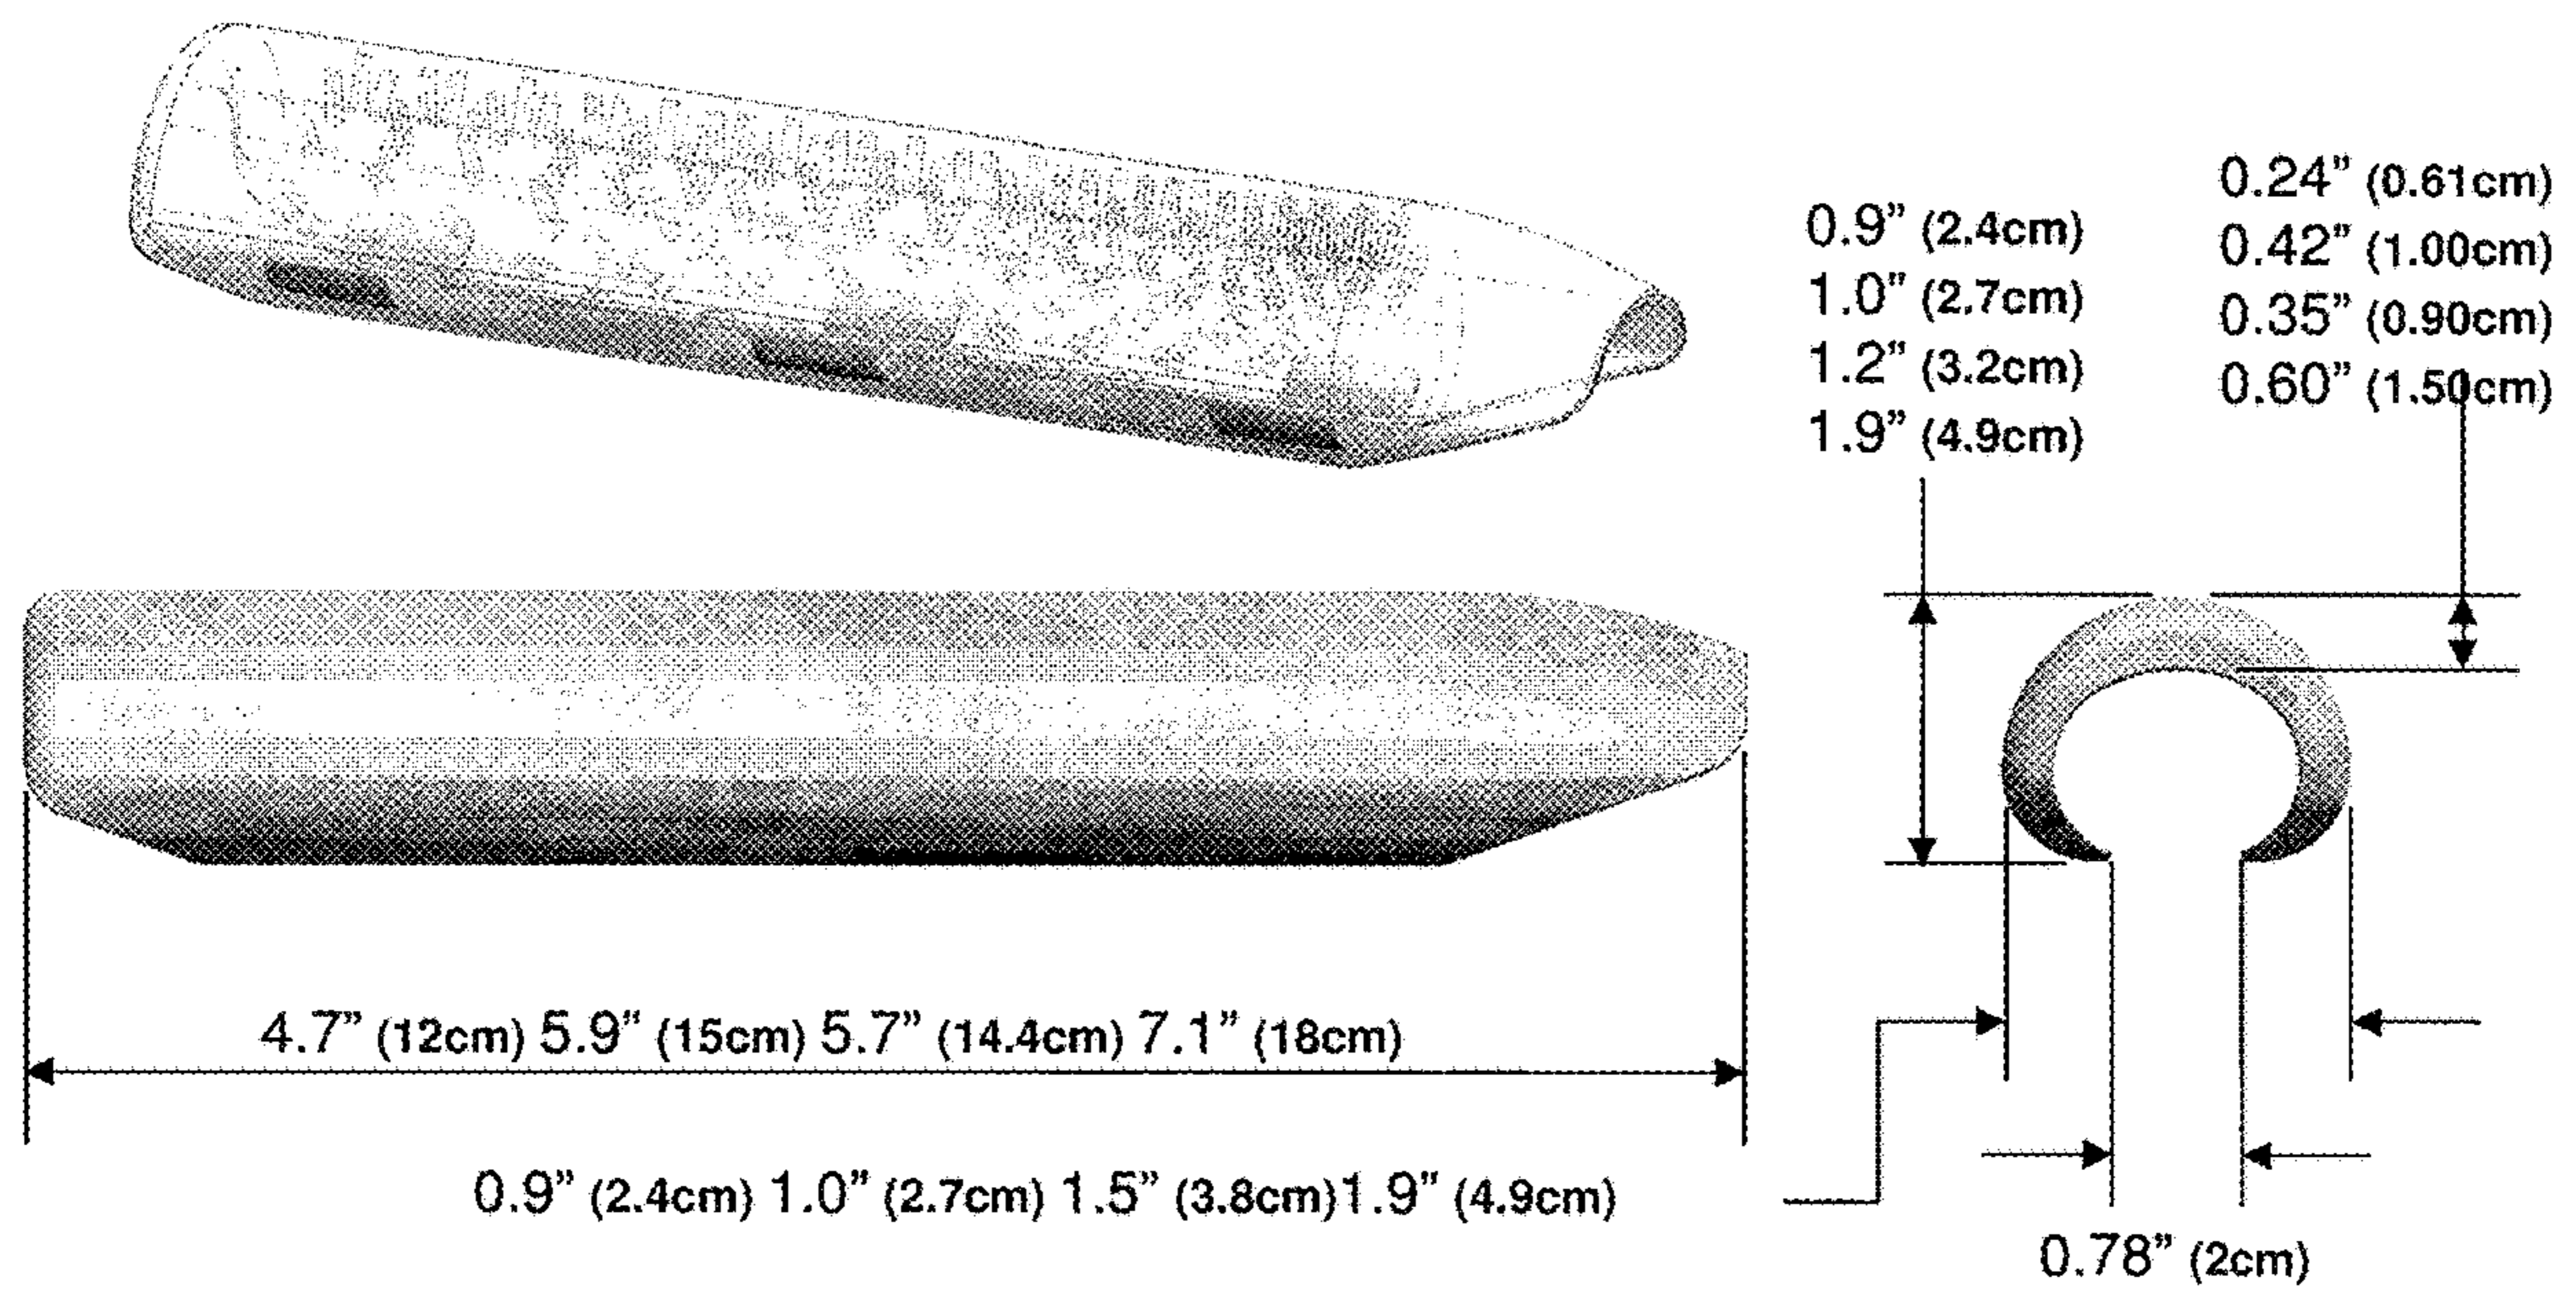 0.24” (0.61cm)
0.9” (2.4cm)
0.42” (1.00cm)
1.0” (2.7cm)
0.35” (0.90cm)
1.2” (3.2cm)
0.60” (1.50cm)
1.9” (4.9cm)
4.7” (12cm) 5.9” (15cm) 5.7” (14.4cm) 7.1” (18cm)
0.9” (2.4cm) 1.0” (2.7cm) 1.5” (3.8cm)1.9” (4.9cm)
0.78” (2cm)